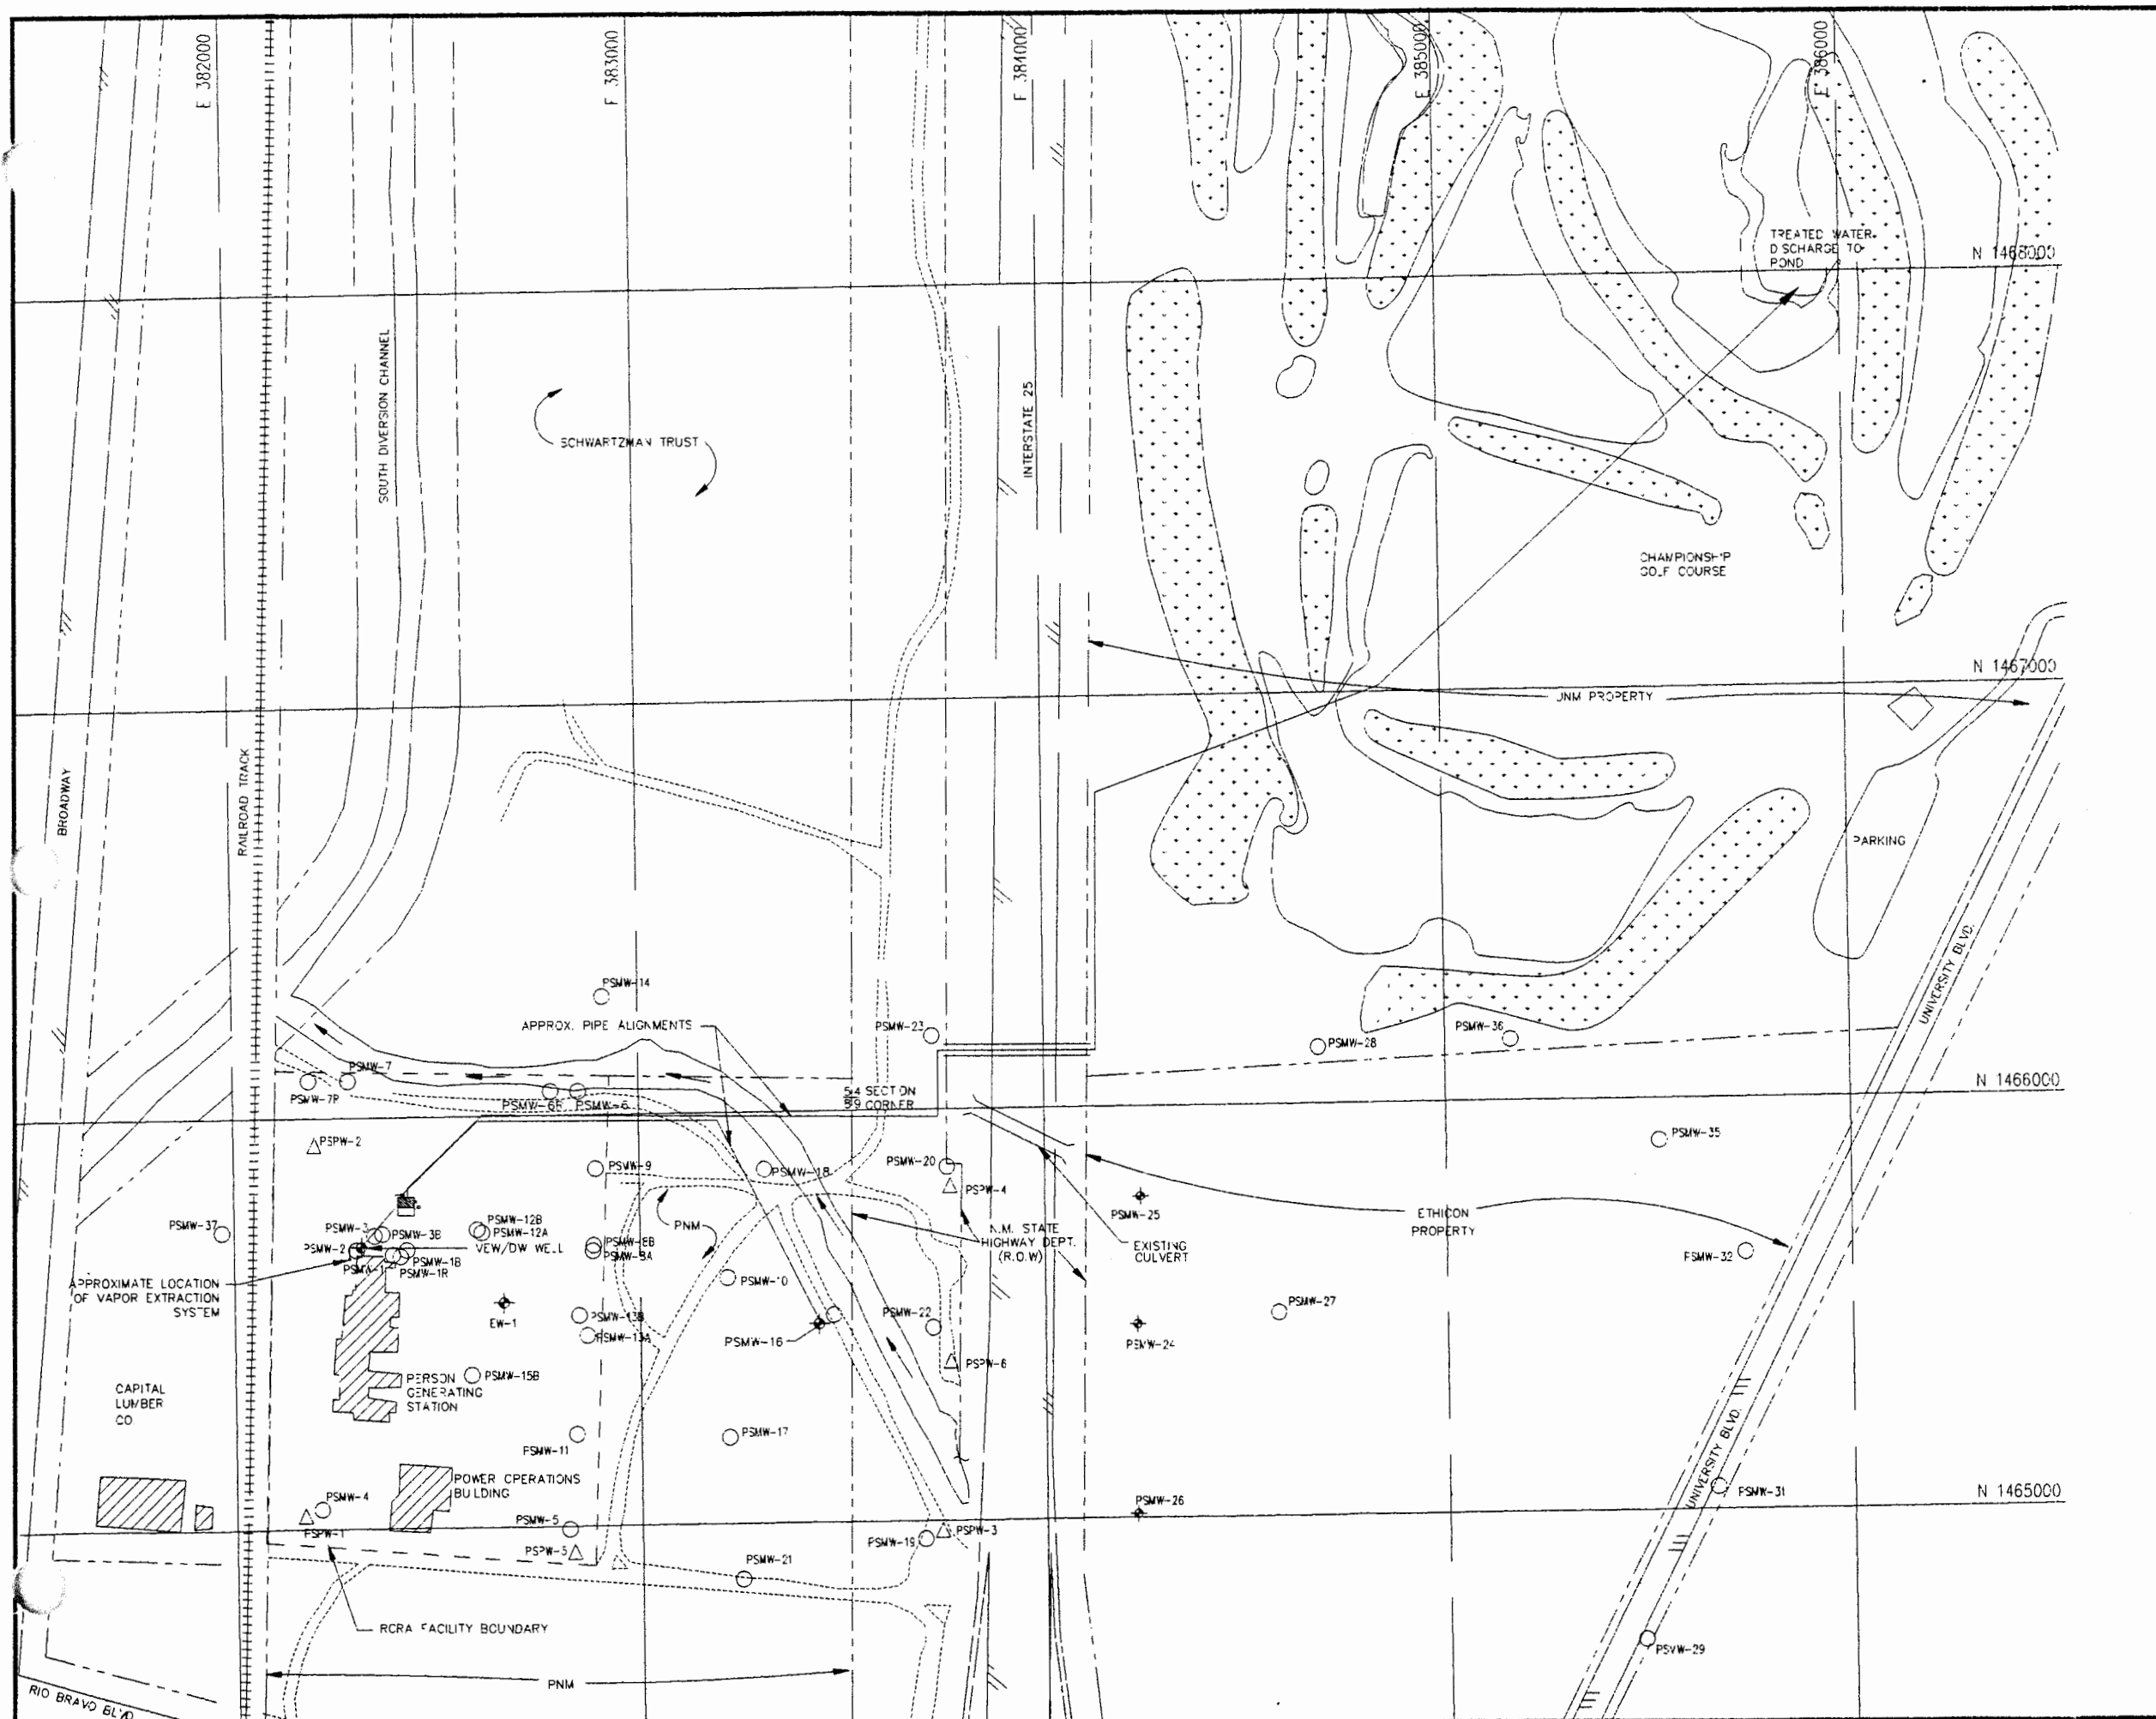 E 382000
E 383000
E 384000
E 385000
E 386000
TREATED WATER
DISCHARGE TO
POND
N 1468000
SOUTH DIVERSION CHANNEL
INTERSTATE 25
SCHWARTZMAN TRUST
CHAMPIONSHIP
GOLF COURSE
N 1467000
UNM PROPERTY
BROADWAY
RAILROAD TRACK
PARKING
UNIVERSITY BLVD.
PSMW-14
APPROX. PIPE ALIGNMENTS
PSMW-23
PSMW-28
PSMW-36
PSMW-7
PSMW-7R
PSMW-6R
PSMW-6
SECTION
CORNER
N 1466000
PSPW-2
PSMW-9
PSMW-18
PSMW-20
PSPW-4
PSMW-35
PSMW-25
PSMW-37
PSMW-3
PSMW-3B
PSMW-12B
PSMW-12A
PNM
N.M. STATE
HIGHWAY DEPT.
(R.O.W)
ETHICON
PROPERTY
PSMW-2
VEW/DW WELL
PSMW-8B
PSMW-8A
EXISTING
CULVERT
PSMW-32
PSMW-1
PSMW-1B
PSMW-1R
PSMW-10
APPROXIMATE LOCATION
OF VAPOR EXTRACTION
SYSTEM
EW-1
PSMW-13B
PSMW-13A
PSMW-16
PSMW-22
PSMW-24
PSMW-27
PSPW-6
CAPITAL
LUMBER
CO
PERSON
GENERATING
STATION
PSMW-15B
PSMW-11
PSMW-17
UNIVERSITY BLVD.
POWER OPERATIONS
BUILDING
PSMW-4
PSPW-1
PSMW-5
PSPW-5
PSMW-26
PSMW-31
N 1465000
PSMW-19
PSPW-3
PSMW-21
RCRA FACILITY BOUNDARY
PSMW-29
PNM
RIO BRAVO BLVD